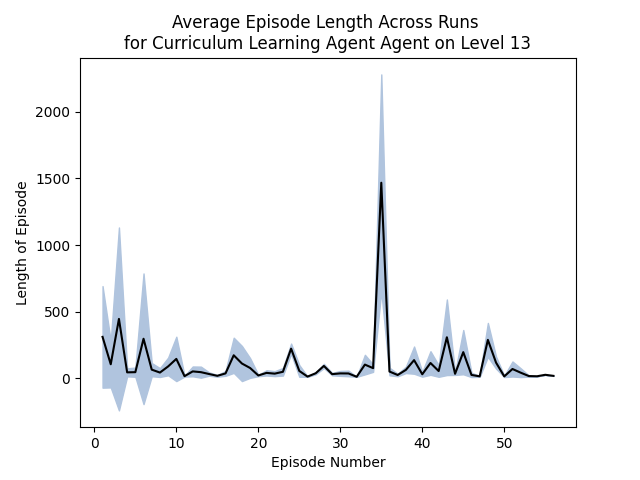 Average Episode Length Across Runs
for Curriculum Learning Agent Agent on Level 13
2000
1500
1000
500
0
Length of Episode
0 10 20 30 40 50
Episode Number